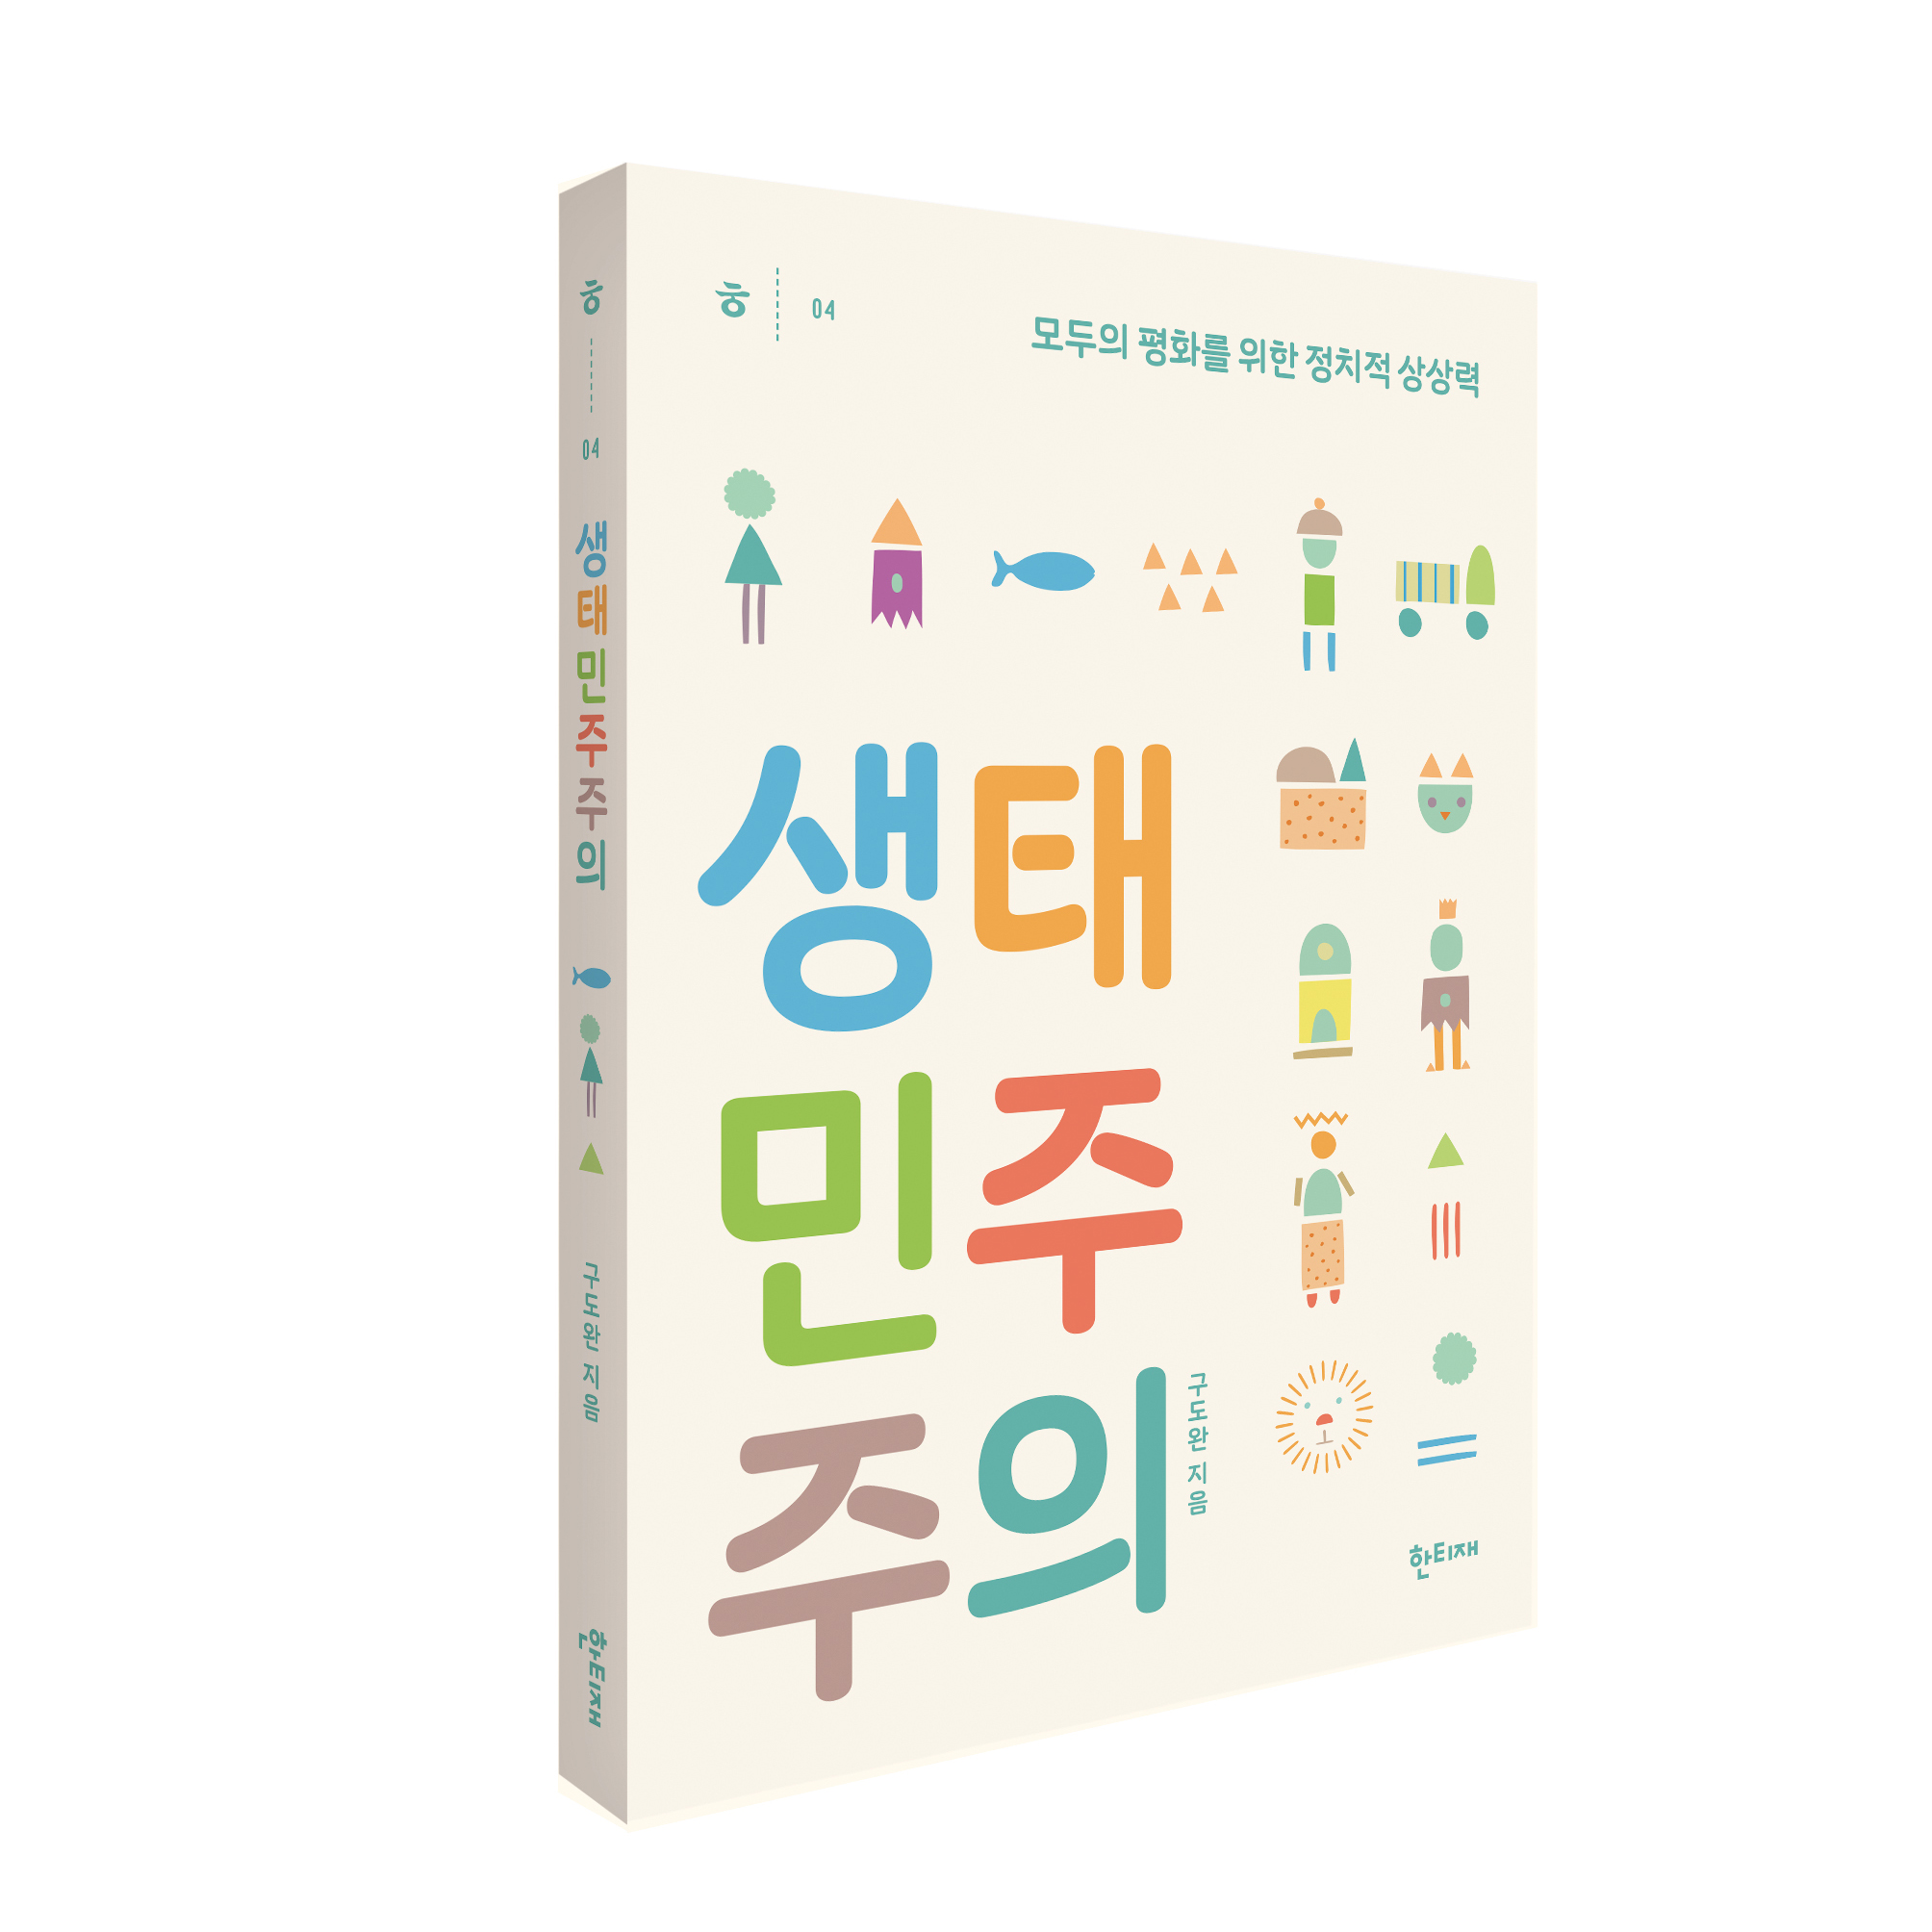 ㅎ 04
모두의 평화를 위한 정치적 상상력
생태
민주
주의
구도완 지음
한티재
ㅎ 04
생태민주주의
구도완 지음
한티재